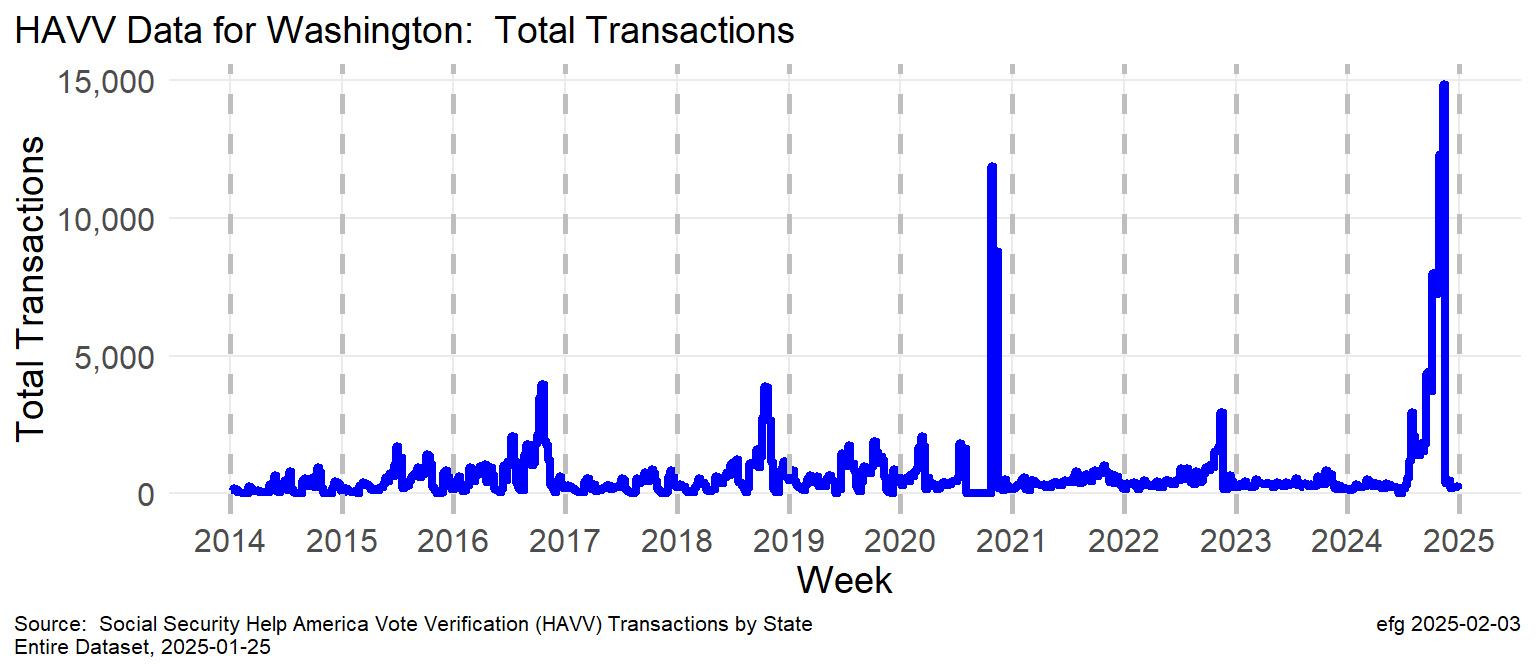 HAVV Data for Washington:  Total Transactions
15,000
10,000
5,000
0
Total Transactions
2014 2015 2016 2017 2018 2019 2020 2021 2022 2023 2024 2025
Week
Source:  Social Security Help America Vote Verification (HAVV) Transactions by State
Entire Dataset, 2025-01-25
efg 2025-02-03